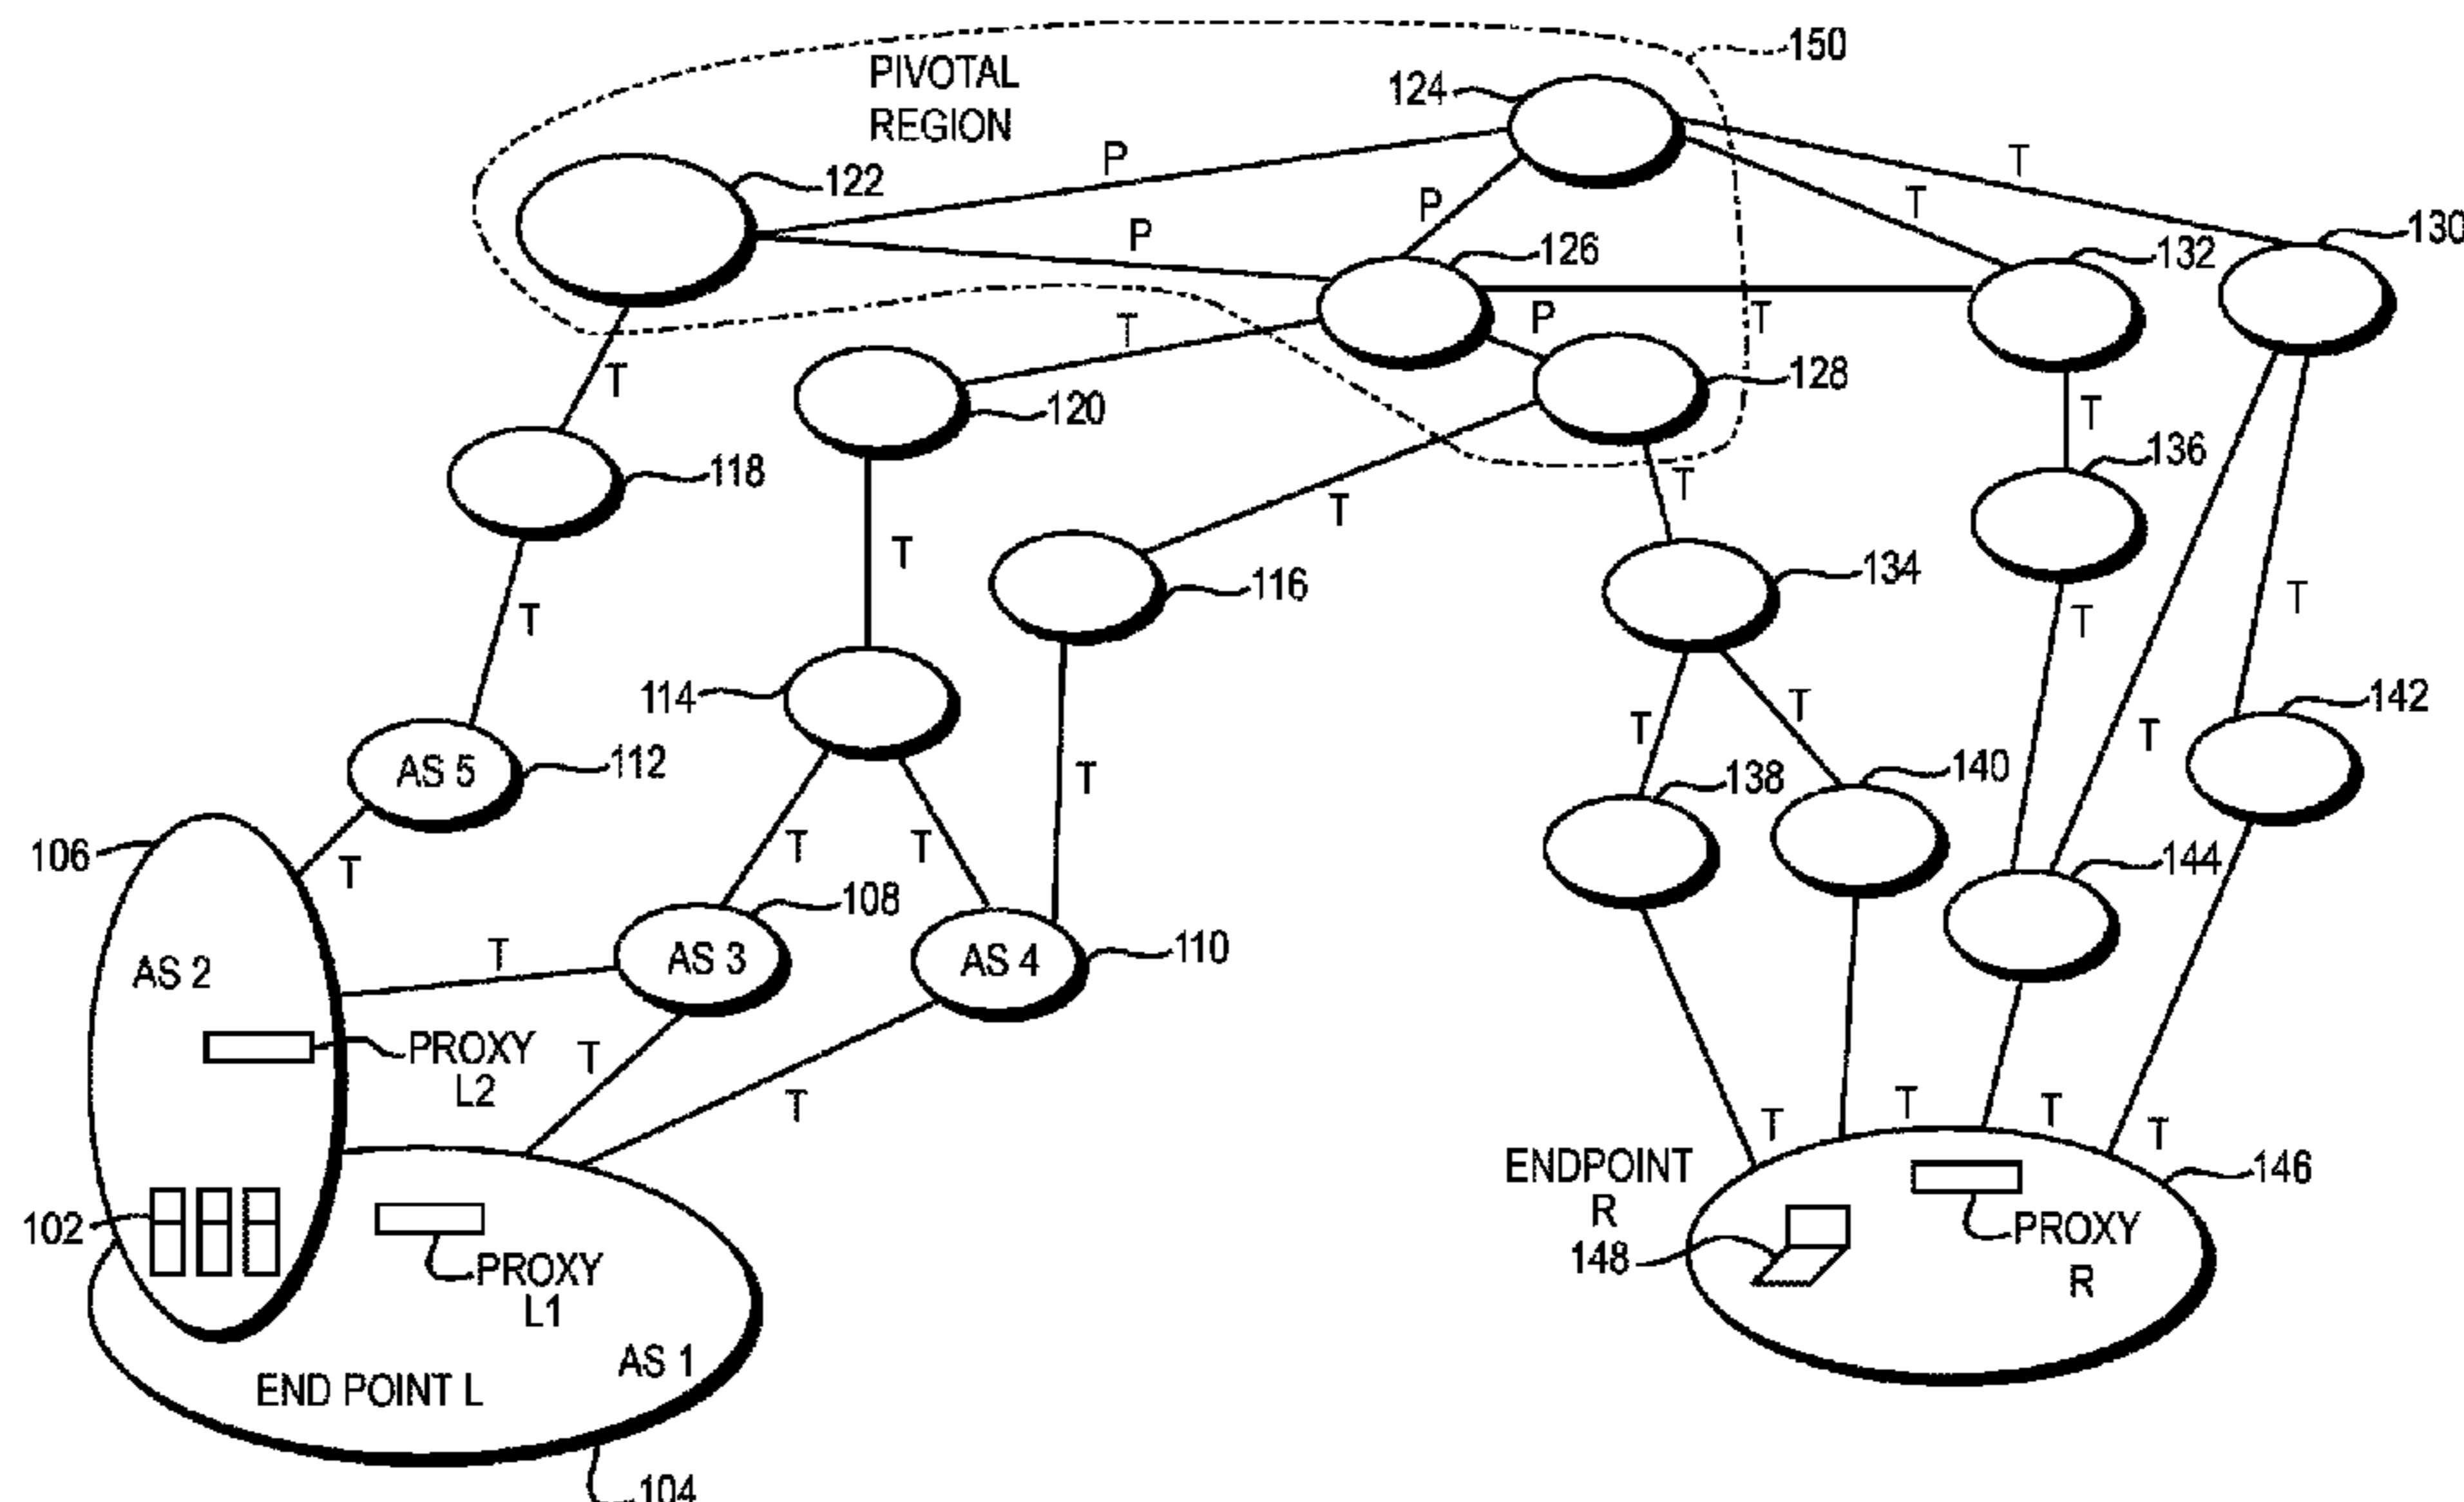 150
PIVOTAL
REGION
124
P
T
122
P
T
P
130
126
132
T
P
T
T
128
120
T
118
136
T
T
T
116
134
T
T
T
114
142
T
T
T
AS 5
112
T
138
140
106
T
T
T
144
108
AS 3
AS 4
110
T
AS 2
PROXY
L2
T
T
T
T
T
T
ENDPOINT
R
146
102
148
PROXY
R
PROXY
L1
AS 1
END POINT L
104